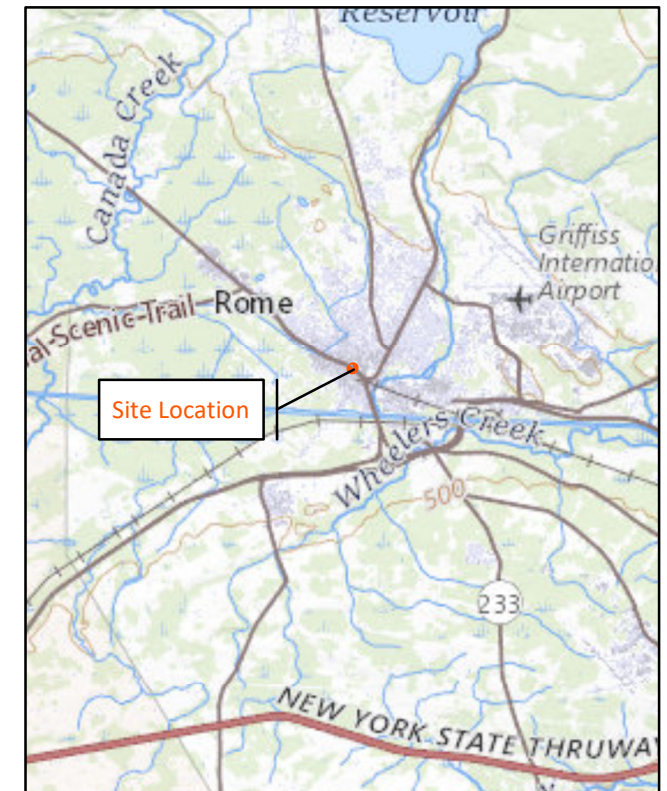 Reservoir
Canada Creek
Griffiss
Internatio
Airport
al-Scenic-Trail
Rome
Site Location
Wheelers Creek
500
233
NEW YORK STATE THRUWAY